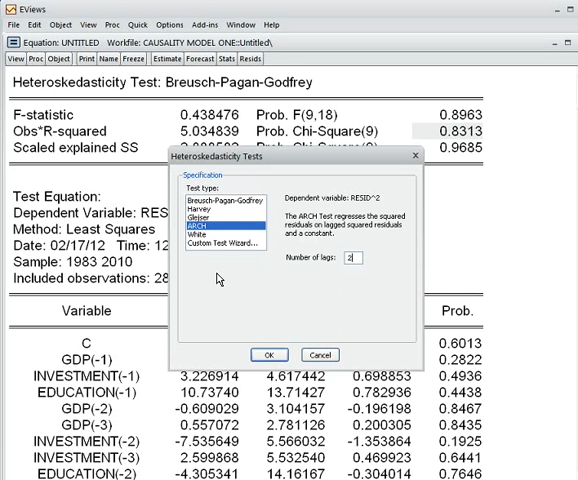 EViews
File Edit Object View Proc Quick Options Add-ins Window Help
Equation: UNTITLED Workfile: CAUSALITY MODEL ONE::Untitled\
View Proc Object Print Name Freeze Estimate Forecast Stats Resids
Heteroskedasticity Test: Breusch-Pagan-Godfrey
F-statistic 0.438476 Prob. F(9,18) 0.8963
Obs*R-squared 5.034839 Prob. Chi-Square(9) 0.8313
Scaled explained SS 0.9685
Heteroskedasticity Tests
Specification
Test type:
Breusch-Pagan-Godfrey
Harvey
Glejser
ARCH
White
Custom Test Wizard...
Dependent variable: RESID^2
The ARCH Test regresses the squared
residuals on lagged squared residuals
and a constant.
Number of lags: 2
OK Cancel
Test Equation:
Dependent Variable: RES
Method: Least Squares
Date: 02/17/12 Time: 12
Sample: 1983 2010
Included observations: 28
Variable Prob.
C 0.6013
GDP(-1) 0.2822
INVESTMENT(-1) 3.226914 4.617442 0.698853 0.4936
EDUCATION(-1) 10.73740 13.71427 0.782936 0.4438
GDP(-2) -0.609029 3.104157 -0.196198 0.8467
GDP(-3) 0.557072 2.781126 0.200305 0.8435
INVESTMENT(-2) -7.535649 5.566032 -1.353864 0.1925
INVESTMENT(-3) 2.599868 5.532540 0.469923 0.6441
EDUCATION(-2) -4.305341 14.16167 -0.304014 0.7646